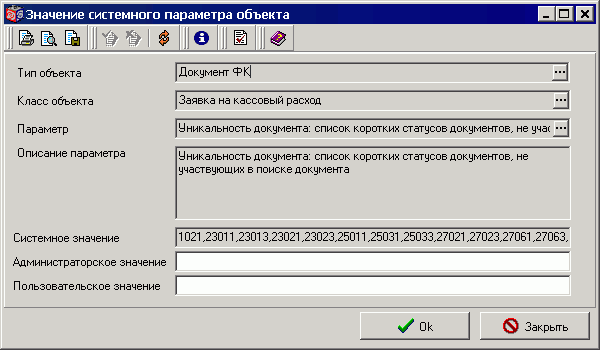 Значение системного параметра объекта
Тип объекта
Документ ФК
Класс объекта
Заявка на кассовый расход
Параметр
Уникальность документа: список коротких статусов документов, не учас
Описание параметра
Уникальность документа: список коротких статусов документов, не
участвующих в поиске документа
Системное значение
1021,23011,23013,23021,23023,25011,25031,25033,27021,27023,27061,27063,
Администраторское значение
Пользовательское значение
Ok
Закрыть